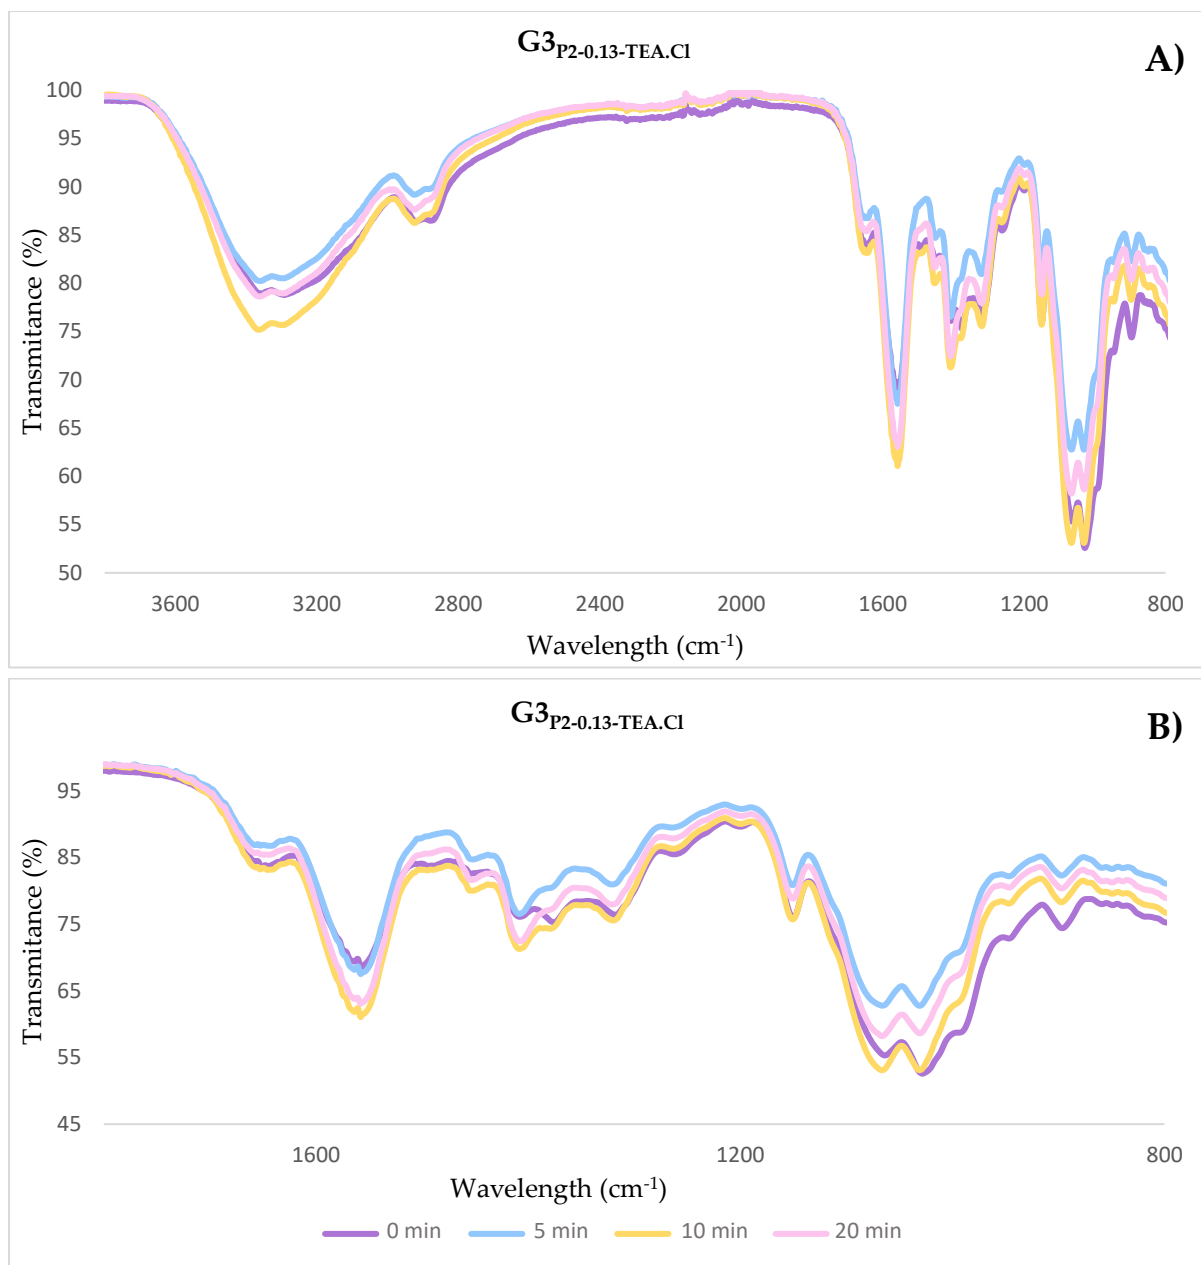 G3P2-0.13-TEA.Cl
A)
100
95
90
85
80
75
70
65
60
55
50
Transmitance (%)
3600 3200 2800 2400 2000 1600 1200 800
Wavelength (cm-1)
G3P2-0.13-TEA.Cl
B)
95
85
75
65
55
45
Transmitance (%)
1600 1200 800
Wavelength (cm-1)
0 min 5 min 10 min 20 min